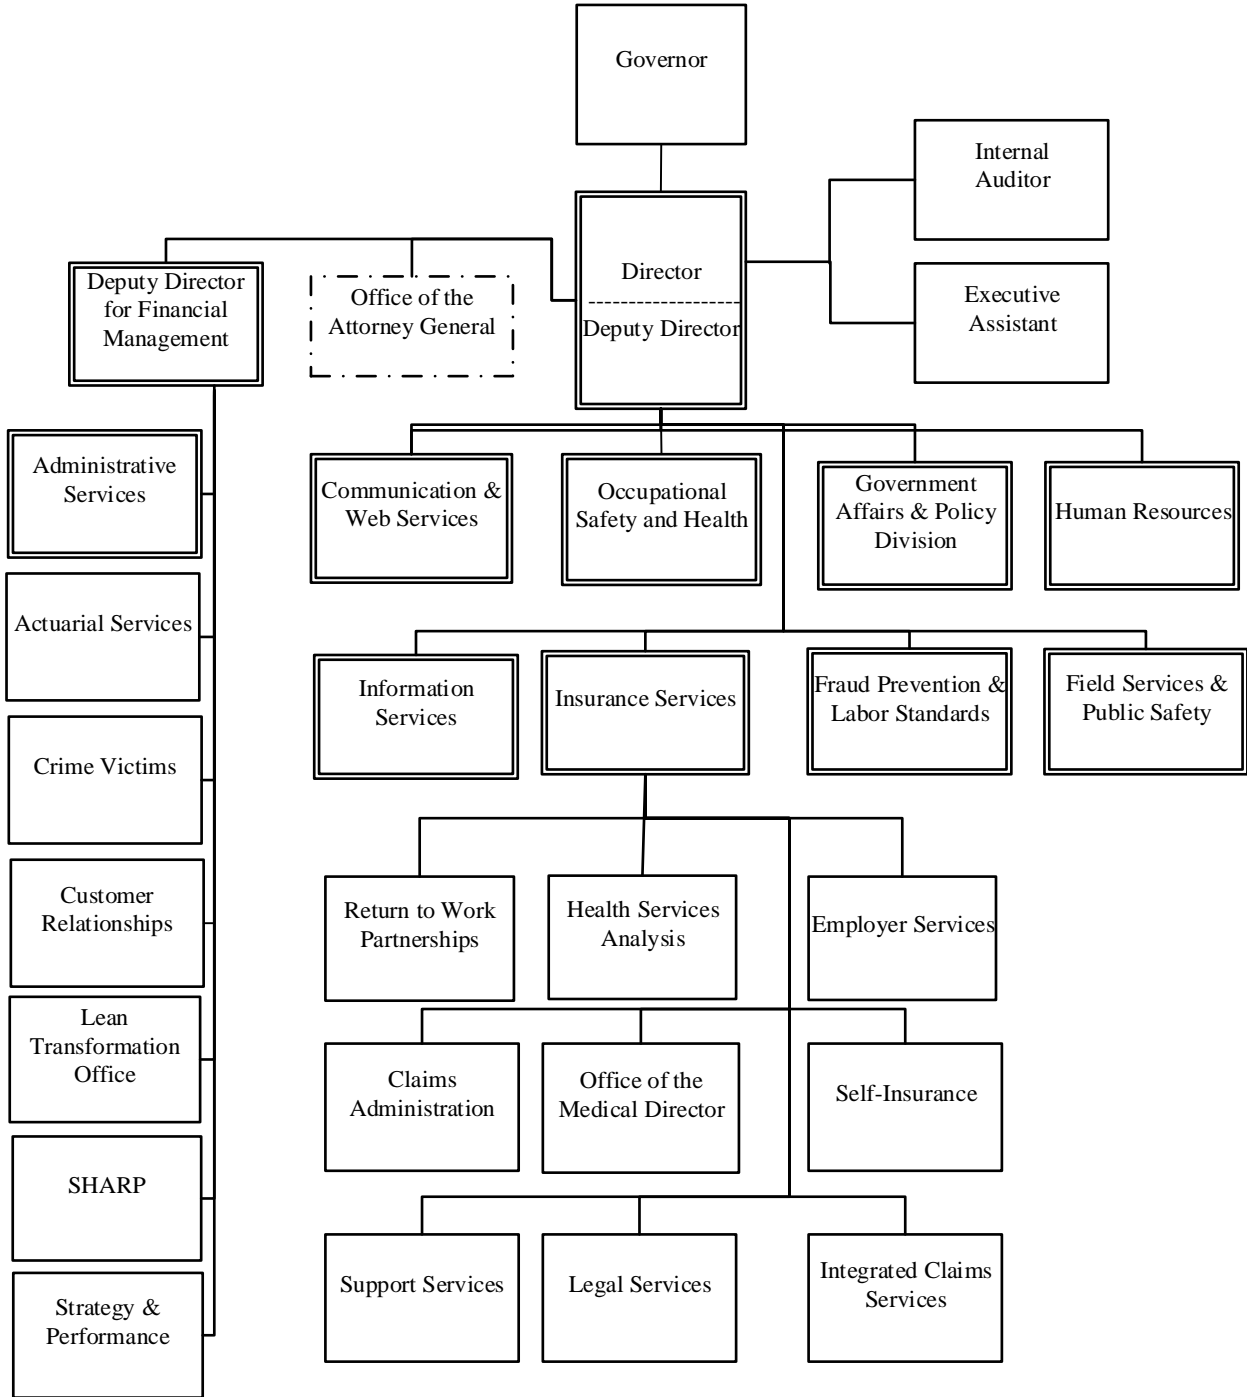 Governor
Internal
Auditor
Director
Deputy Director
Executive
Assistant
Deputy Director
for Financial
Management
Office of the
Attorney General
Administrative
Services
Actuarial Services
Crime Victims
Customer
Relationships
Lean
Transformation
Office
SHARP
Strategy &
Performance
Communication &
Web Services
Occupational
Safety and Health
Government
Affairs & Policy
Division
Human Resources
Information
Services
Insurance Services
Fraud Prevention &
Labor Standards
Field Services &
Public Safety
Return to Work
Partnerships
Health Services
Analysis
Employer Services
Claims
Administration
Office of the
Medical Director
Self-Insurance
Support Services
Legal Services
Integrated Claims
Services